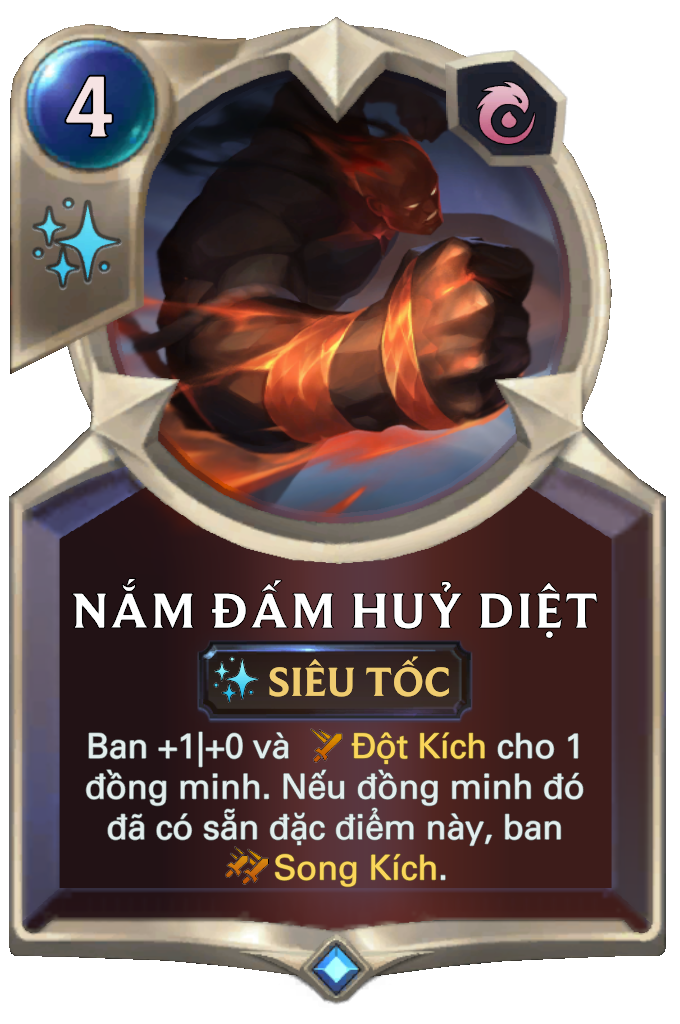 4
NẮM ĐẤM HUỶ DIỆT
SIÊU TỐC
Ban +1|+0 và Đột Kích cho 1
đồng minh. Nếu đồng minh đó
đã có sẵn đặc điểm này, ban
Song Kích.